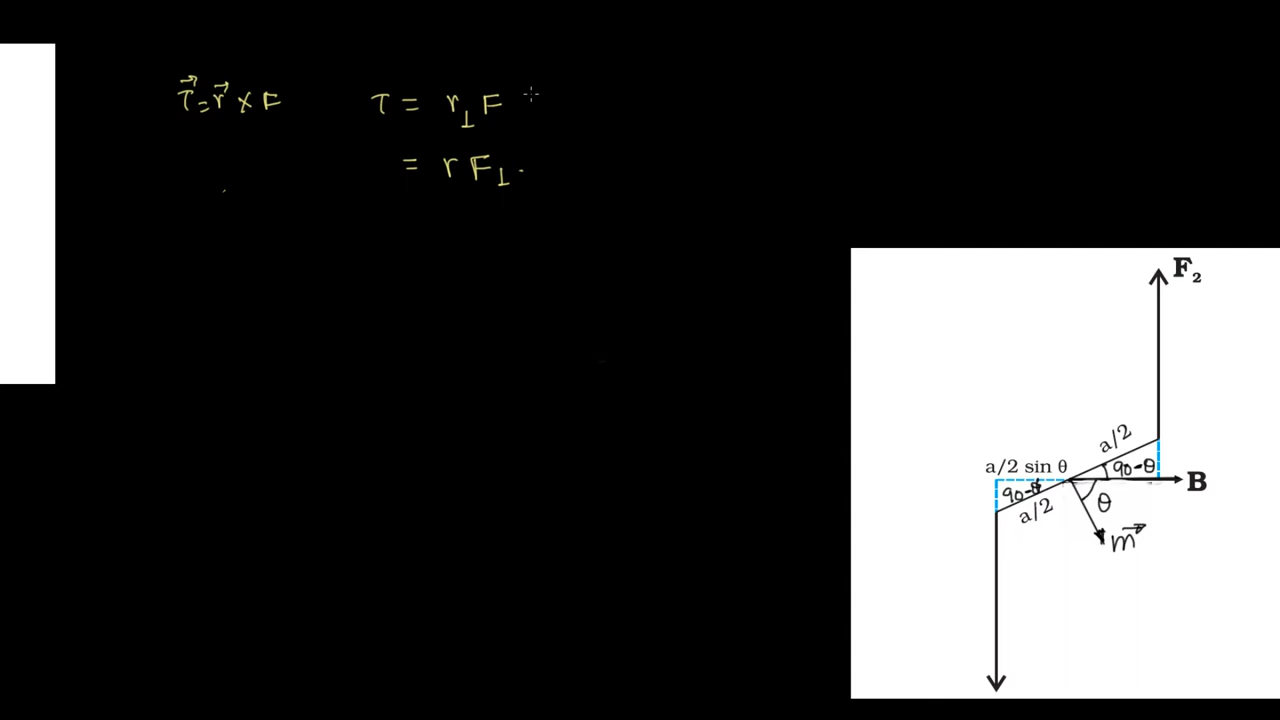 τ⃗ = r⃗ × F
τ = r⊥ F
= r F⊥.
F₂
a/2
a/2 sin θ
90-θ
B
90-θ
a/2
θ
m⃗